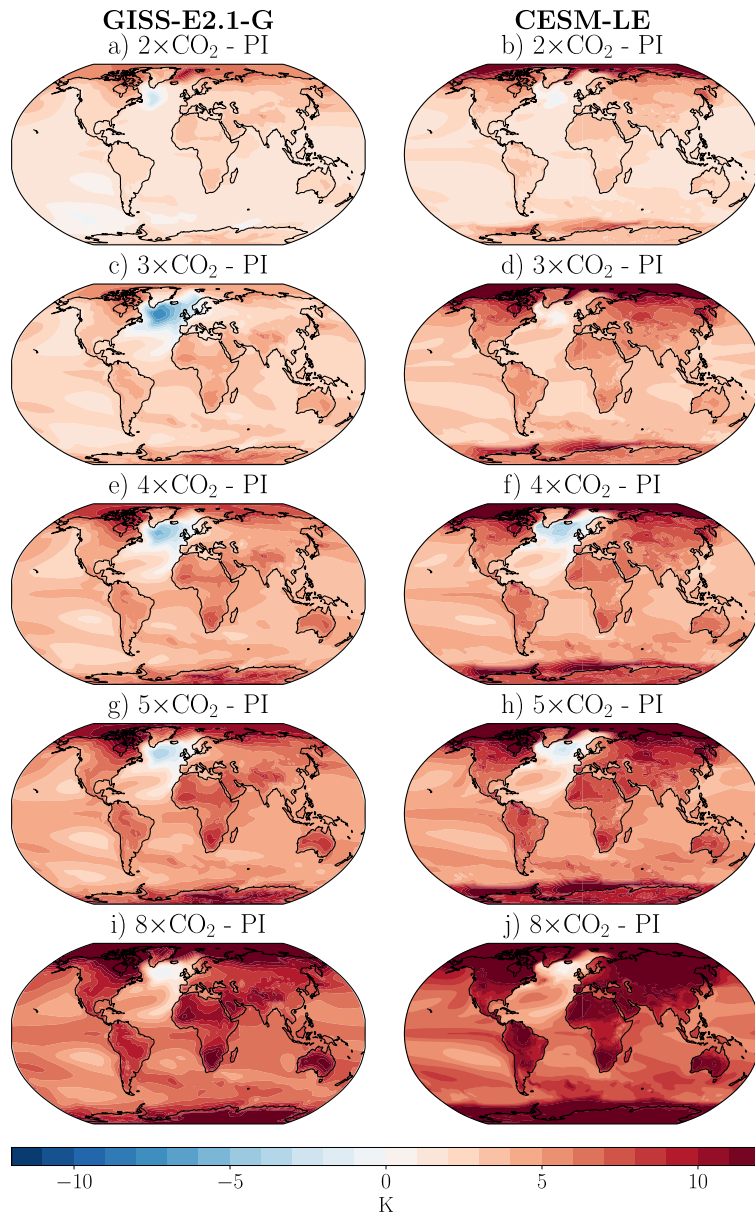 GISS-E2.1-G CESM-LE
a) 2×CO₂ - PI b) 2×CO₂ - PI
c) 3×CO₂ - PI d) 3×CO₂ - PI
e) 4×CO₂ - PI f) 4×CO₂ - PI
g) 5×CO₂ - PI h) 5×CO₂ - PI
i) 8×CO₂ - PI j) 8×CO₂ - PI
−10 −5 0 5 10
K